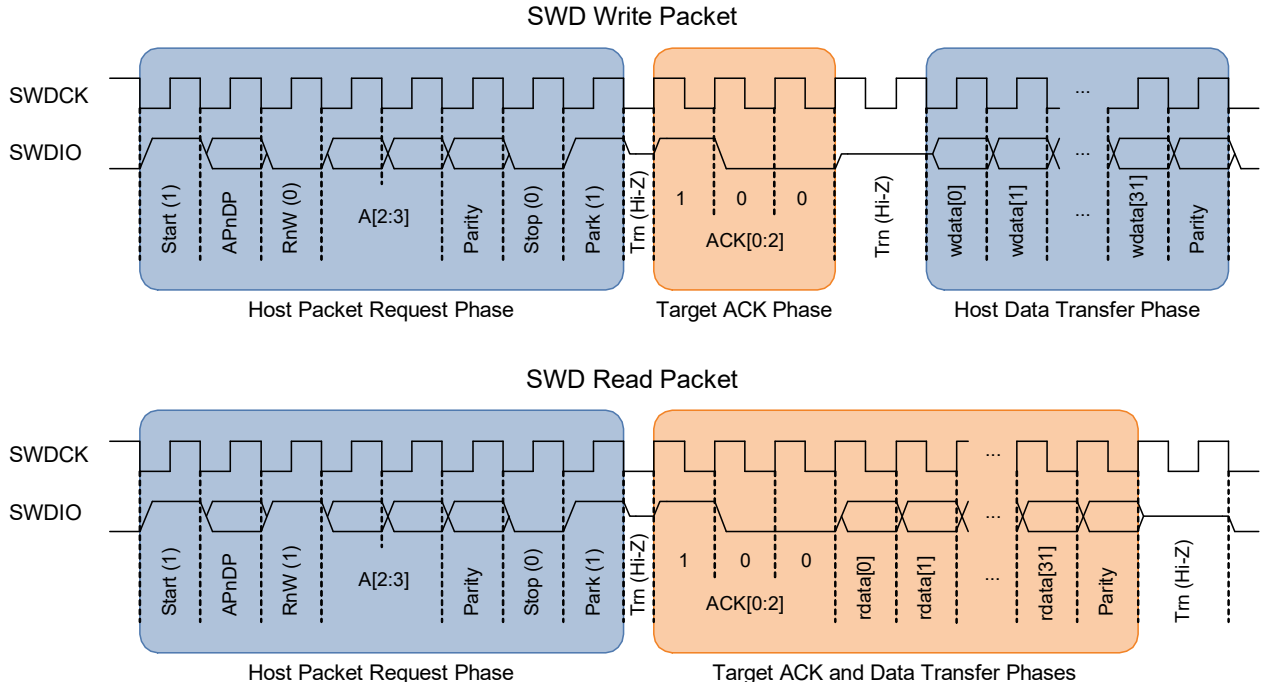 SWD Write Packet
SWDCK
...
SWDIO
...
Start (1) APnDP RnW (0) A[2:3] Parity Stop (0) Park (1) Trn (Hi-Z) 1 0 0 Trn (Hi-Z) wdata[0] wdata[1] ... wdata[31] Parity
ACK[0:2]
Host Packet Request Phase Target ACK Phase Host Data Transfer Phase
SWD Read Packet
SWDCK
...
SWDIO
...
Start (1) APnDP RnW (1) A[2:3] Parity Stop (0) Park (1) Trn (Hi-Z) 1 0 0 rdata[0] rdata[1] ... rdata[31] Parity Trn (Hi-Z)
ACK[0:2]
Host Packet Request Phase Target ACK and Data Transfer Phases